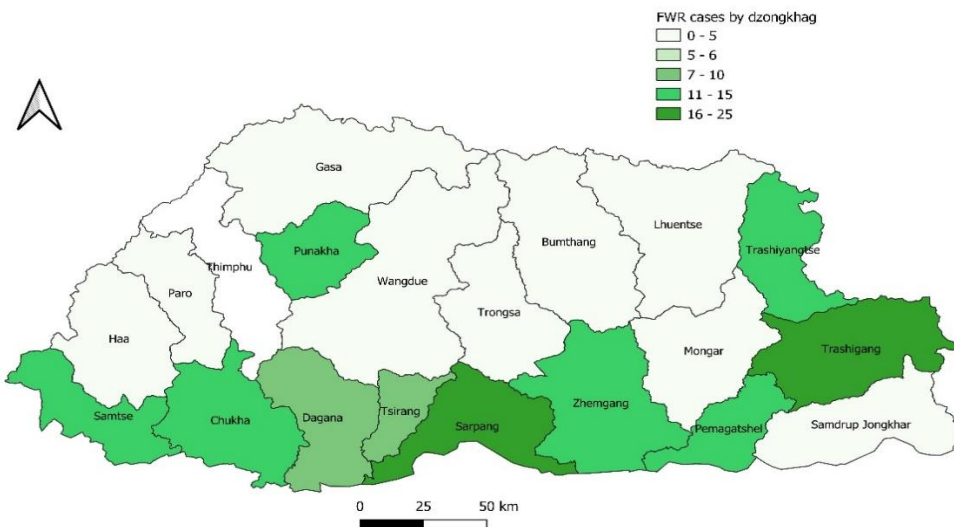 FWR cases by dzongkhag
0 - 5
5 - 6
7 - 10
11 - 15
16 - 25
Gasa
Punakha
Thimphu
Paro
Haa
Wangdue
Bumthang
Lhuentse
Trashiyangtse
Trongsa
Mongar
Trashigang
Samtse
Chukha
Dagana
Tsirang
Sarpang
Zhemgang
Pemagatshel
Samdrup Jongkhar
0 25 50 km